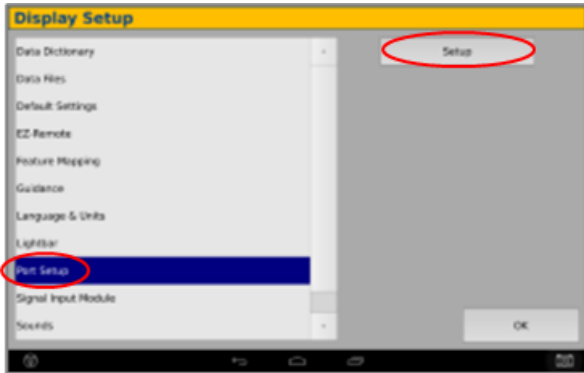 Display Setup
Data Dictionary
Setup
Data Files
Default Settings
EZ-Remote
Feature Mapping
Guidance
Language & Units
Lightbar
Port Setup
Signal Input Module
Sounds
OK